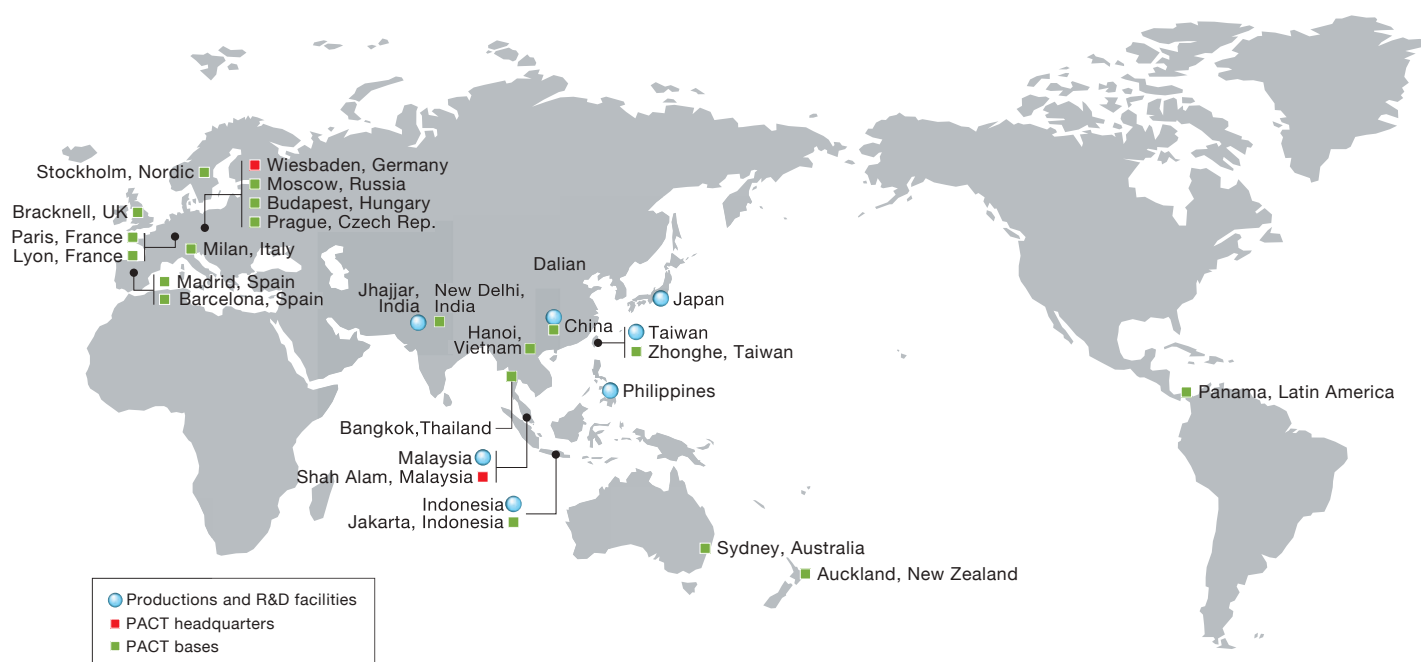 Stockholm, Nordic
Wiesbaden, Germany
Moscow, Russia
Budapest, Hungary
Prague, Czech Rep.
Bracknell, UK
Paris, France
Lyon, France
Milan, Italy
Madrid, Spain
Barcelona, Spain
Dalian
Jhajjar,
India
New Delhi,
India
Japan
China
Hanoi,
Vietnam
Taiwan
Zhonghe, Taiwan
Philippines
Panama, Latin America
Bangkok,Thailand
Malaysia
Shah Alam, Malaysia
Indonesia
Jakarta, Indonesia
Sydney, Australia
Auckland, New Zealand
Productions and R&D facilities
PACT headquarters
PACT bases